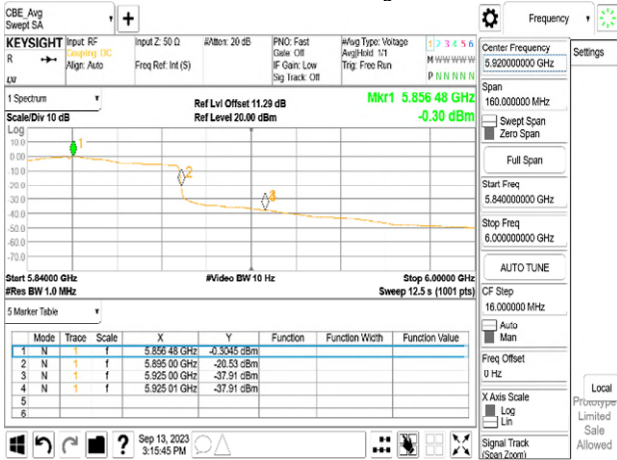 CBE_Avg
Swept SA
Frequency
KEYSIGHT
R
Input: RF
Coupling: DC
Align: Auto
Input Z: 50 Ω
Freq Ref: Int (S)
#Atten: 20 dB
PNO: Fast
Gate: Off
IF Gain: Low
Sig Track: Off
#Avg Type: Voltage
Avg|Hold: 1/1
Trig: Free Run
1 2 3 4 5 6
M W W W W W
P N N N N N
Center Frequency
5.920000000 GHz
Settings
1 Spectrum
Scale/Div 10 dB
Ref Lvl Offset 11.29 dB
Ref Level 20.00 dBm
Mkr1 5.856 48 GHz
-0.30 dBm
Span
160.000000 MHz
Swept Span
Zero Span
Full Span
Start Freq
5.840000000 GHz
Stop Freq
6.000000000 GHz
AUTO TUNE
CF Step
16.000000 MHz
Auto
Man
Freq Offset
0 Hz
X Axis Scale
Log
Lin
Signal Track
(Span Zoom)
Local
Prototype
Limited
Sale
Allowed
Log
10.0
0.00
-10.0
-20.0
-30.0
-40.0
-50.0
-60.0
-70.0
1
2
Start 5.84000 GHz
#Res BW 1.0 MHz
#Video BW 10 Hz
Stop 6.00000 GHz
Sweep 12.5 s (1001 pts)
5 Marker Table
Mode Trace Scale X Y Function Function Width Function Value
1 N 1 f 5.856 48 GHz -0.3045 dBm
2 N 1 f 5.895 00 GHz -20.53 dBm
3 N 1 f 5.925 00 GHz -37.91 dBm
4 N 1 f 5.925 01 GHz -37.91 dBm
5
6
?
Sep 13, 2023
3:15:45 PM